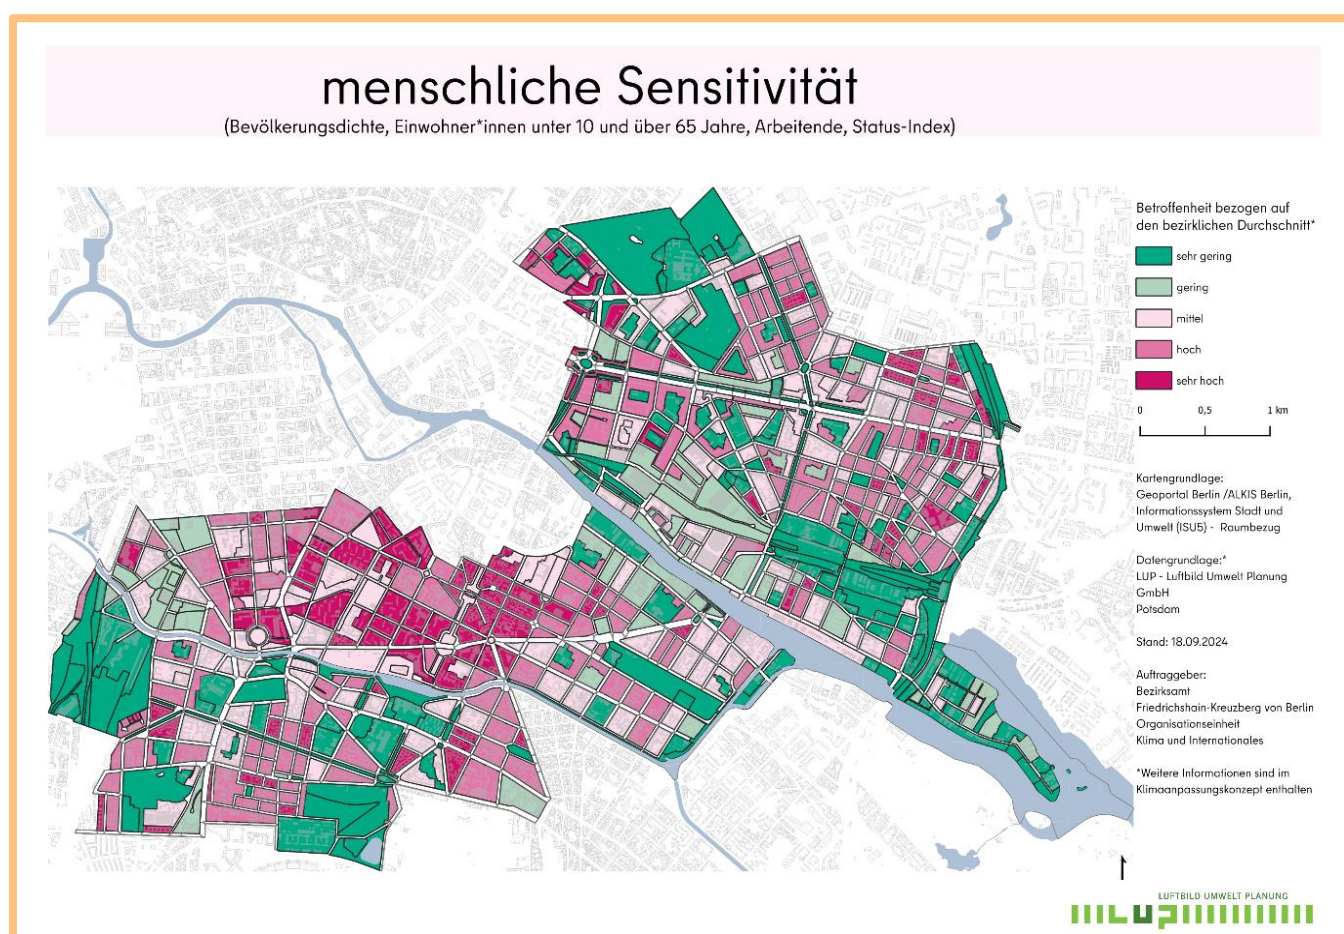 menschliche Sensitivität
(Bevölkerungsdichte, Einwohner*innen unter 10 und über 65 Jahre, Arbeitende, Status-Index)
Betroffenheit bezogen auf
den bezirklichen Durchschnitt*
sehr gering
gering
mittel
hoch
sehr hoch
0 0,5 1 km
Kartengrundlage:
Geoportal Berlin /ALKIS Berlin,
Informationssystem Stadt und
Umwelt (ISU5) - Raumbezug
Datengrundlage:*
LUP - Luftbild Umwelt Planung
GmbH
Potsdam
Stand: 18.09.2024
Auftraggeber:
Bezirksamt
Friedrichshain-Kreuzberg von Berlin
Organisationseinheit
Klima und Internationales
*Weitere Informationen sind im
Klimaanpassungskonzept enthalten
LUFTBILD UMWELT PLANUNG
LUP